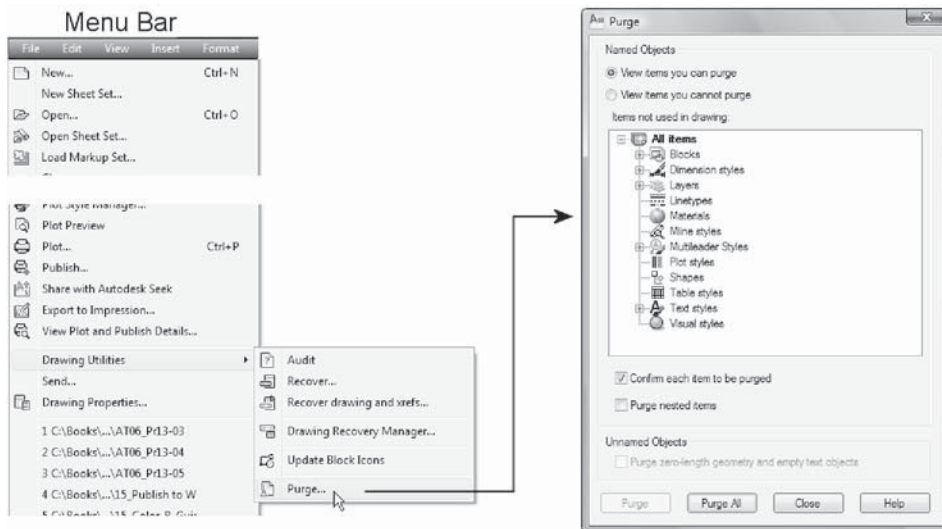 Menu Bar
File Edit View Insert Format
New... Ctrl+N
New Sheet Set...
Open... Ctrl+O
Open Sheet Set...
Load Markup Set...
Plot Style Manager...
Plot Preview
Plot... Ctrl+P
Publish...
Share with Autodesk Seek
Export to Impression...
View Plot and Publish Details...
Drawing Utilities
Send...
Drawing Properties...
1 C:\Books\...\AT06_Pr13-03
2 C:\Books\...\AT06_Pr13-04
3 C:\Books\...\AT06_Pr13-05
4 C:\Books\...\15_Publish to W
Audit
Recover...
Recover drawing and xrefs...
Drawing Recovery Manager...
Update Block Icons
Purge...
Purge
Named Objects
View items you can purge
View items you cannot purge
Items not used in drawing:
All items
Blocks
Dimension styles
Layers
Linetypes
Materials
Mline styles
Multileader Styles
Plot styles
Shapes
Table styles
Text styles
Visual styles
Confirm each item to be purged
Purge nested items
Unnamed Objects
Purge zero-length geometry and empty text objects
Purge Purge All Close Help